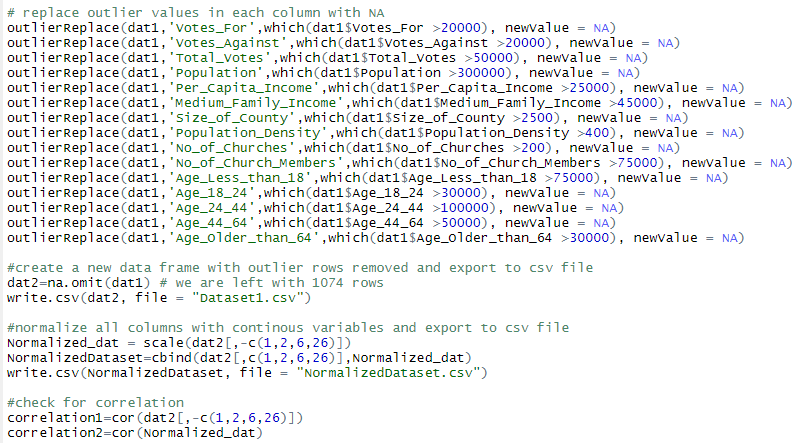 # replace outlier values in each column with NA
outlierReplace(dat1,'Votes_For',which(dat1$Votes_For >20000), newValue = NA)
outlierReplace(dat1,'Votes_Against',which(dat1$Votes_Against >20000), newValue = NA)
outlierReplace(dat1,'Total_Votes',which(dat1$Total_Votes >50000), newValue = NA)
outlierReplace(dat1,'Population',which(dat1$Population >300000), newValue = NA)
outlierReplace(dat1,'Per_Capita_Income',which(dat1$Per_Capita_Income >25000), newValue = NA)
outlierReplace(dat1,'Medium_Family_Income',which(dat1$Medium_Family_Income >45000), newValue = NA)
outlierReplace(dat1,'Size_of_County',which(dat1$Size_of_County >2500), newValue = NA)
outlierReplace(dat1,'Population_Density',which(dat1$Population_Density >400), newValue = NA)
outlierReplace(dat1,'No_of_Churches',which(dat1$No_of_Churches >200), newValue = NA)
outlierReplace(dat1,'No_of_Church_Members',which(dat1$No_of_Church_Members >75000), newValue = NA)
outlierReplace(dat1,'Age_Less_than_18',which(dat1$Age_Less_than_18 >75000), newValue = NA)
outlierReplace(dat1,'Age_18_24',which(dat1$Age_18_24 >30000), newValue = NA)
outlierReplace(dat1,'Age_24_44',which(dat1$Age_24_44 >100000), newValue = NA)
outlierReplace(dat1,'Age_44_64',which(dat1$Age_44_64 >50000), newValue = NA)
outlierReplace(dat1,'Age_Older_than_64',which(dat1$Age_Older_than_64 >30000), newValue = NA)
#create a new data frame with outlier rows removed and export to csv file
dat2=na.omit(dat1) # we are left with 1074 rows
write.csv(dat2, file = "Dataset1.csv")
#normalize all columns with continous variables and export to csv file
Normalized_dat = scale(dat2[,-c(1,2,6,26)])
NormalizedDataset=cbind(dat2[,c(1,2,6,26)],Normalized_dat)
write.csv(NormalizedDataset, file = "NormalizedDataset.csv")
#check for correlation
correlation1=cor(dat2[,-c(1,2,6,26)])
correlation2=cor(Normalized_dat)